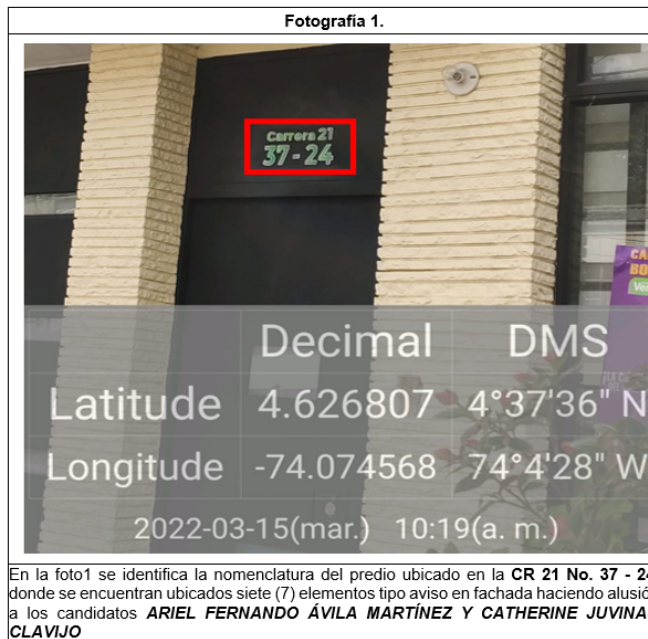 Fotografía 1.
Carrera 21
37 - 24
CA
BO
Decimal DMS
Latitude 4.626807 4°37'36" N
Longitude -74.074568 74°4'28" W
2022-03-15(mar.) 10:19(a. m.)
En la foto1 se identifica la nomenclatura del predio ubicado en la CR 21 No. 37 - 24
donde se encuentran ubicados siete (7) elementos tipo aviso en fachada haciendo alusió
a los candidatos ARIEL FERNANDO ÁVILA MARTÍNEZ Y CATHERINE JUVINA
CLAVIJO